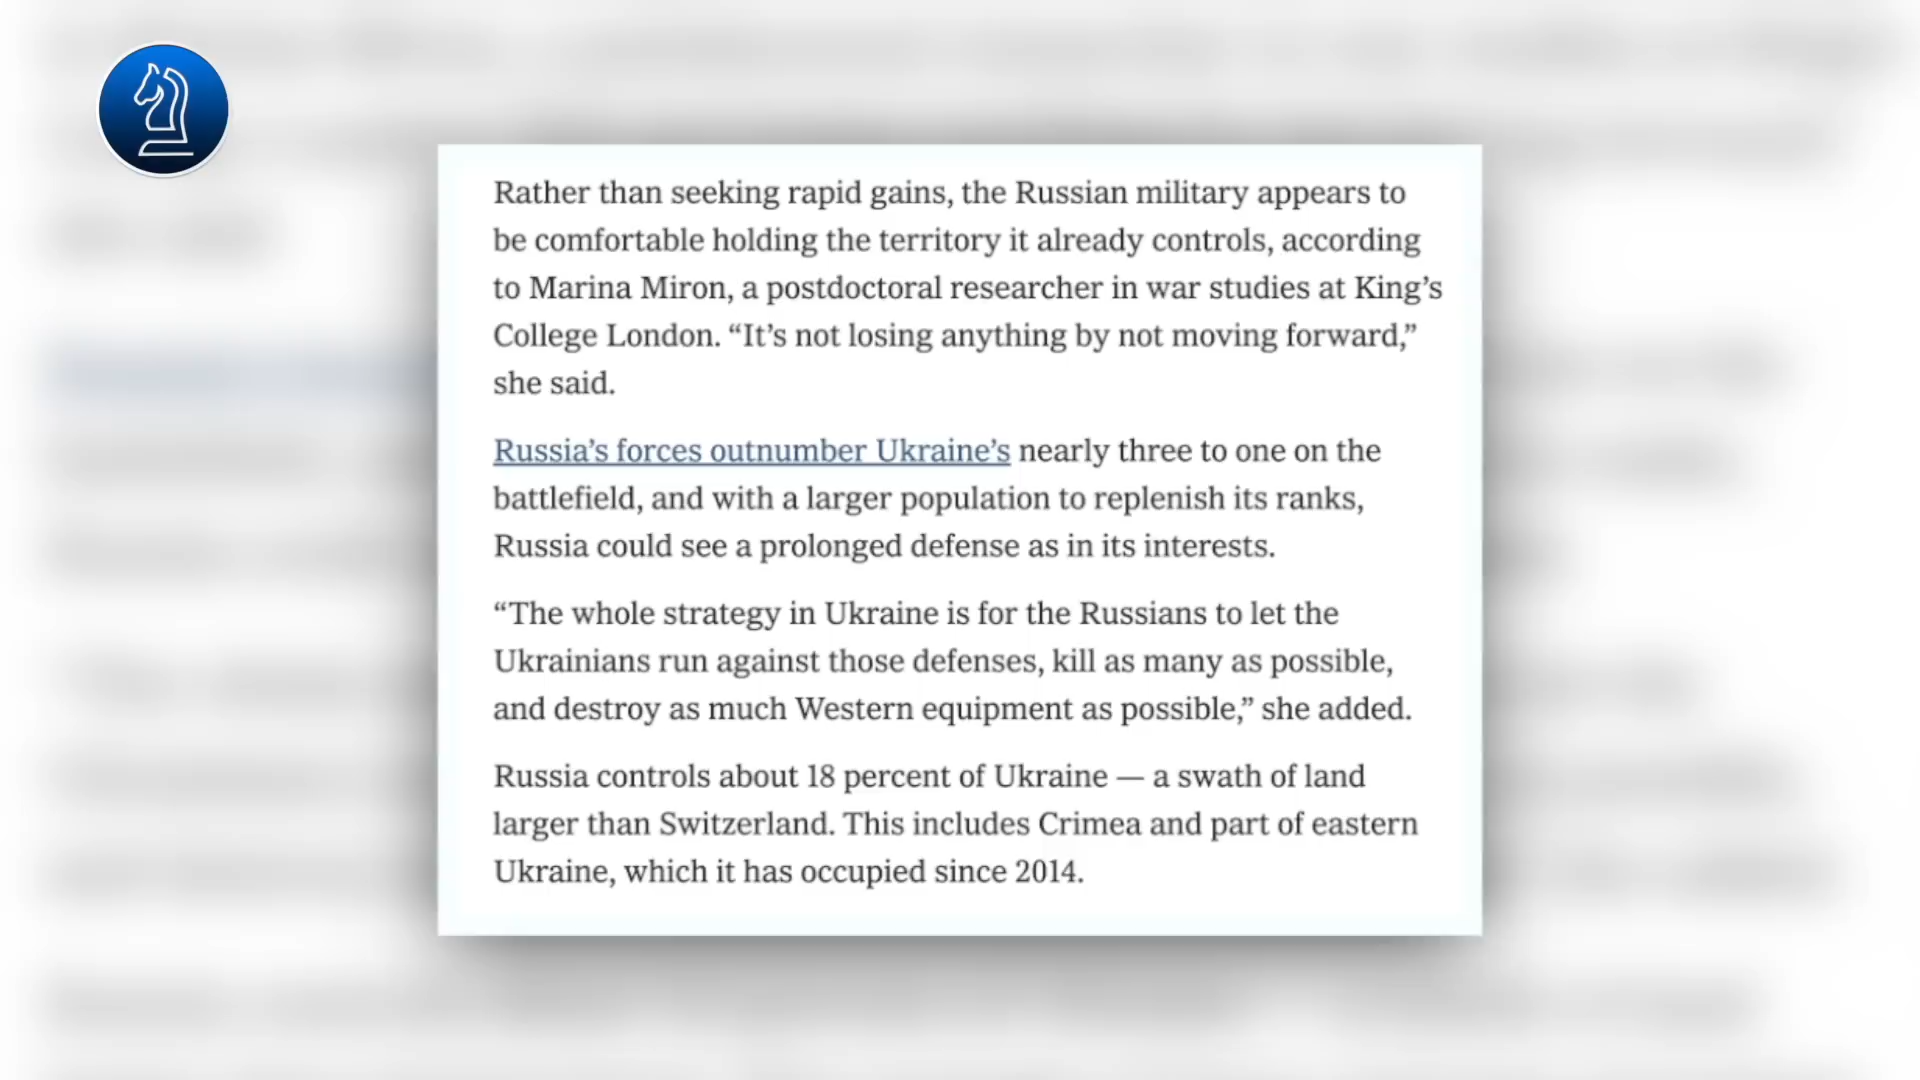 Rather than seeking rapid gains, the Russian military appears to
be comfortable holding the territory it already controls, according
to Marina Miron, a postdoctoral researcher in war studies at King’s
College London. “It’s not losing anything by not moving forward,”
she said.
Russia’s forces outnumber Ukraine’s nearly three to one on the
battlefield, and with a larger population to replenish its ranks,
Russia could see a prolonged defense as in its interests.
“The whole strategy in Ukraine is for the Russians to let the
Ukrainians run against those defenses, kill as many as possible,
and destroy as much Western equipment as possible,” she added.
Russia controls about 18 percent of Ukraine — a swath of land
larger than Switzerland. This includes Crimea and part of eastern
Ukraine, which it has occupied since 2014.